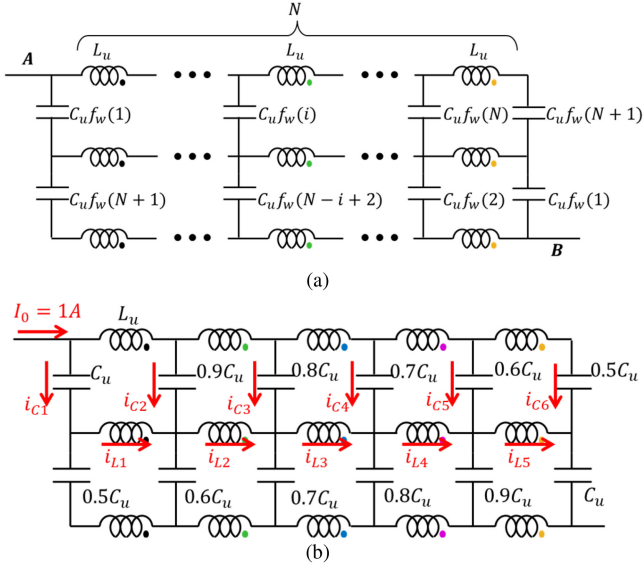 N
A L_u L_u L_u
C_u f_w(1) C_u f_w(i) C_u f_w(N) C_u f_w(N+1)
C_u f_w(N+1) C_u f_w(N−i+2) C_u f_w(2) C_u f_w(1)
B
(a)
I_0 = 1A L_u
C_u 0.9C_u 0.8C_u 0.7C_u 0.6C_u 0.5C_u
i_C1 i_C2 i_C3 i_C4 i_C5 i_C6
i_L1 i_L2 i_L3 i_L4 i_L5
0.5C_u 0.6C_u 0.7C_u 0.8C_u 0.9C_u C_u
(b)